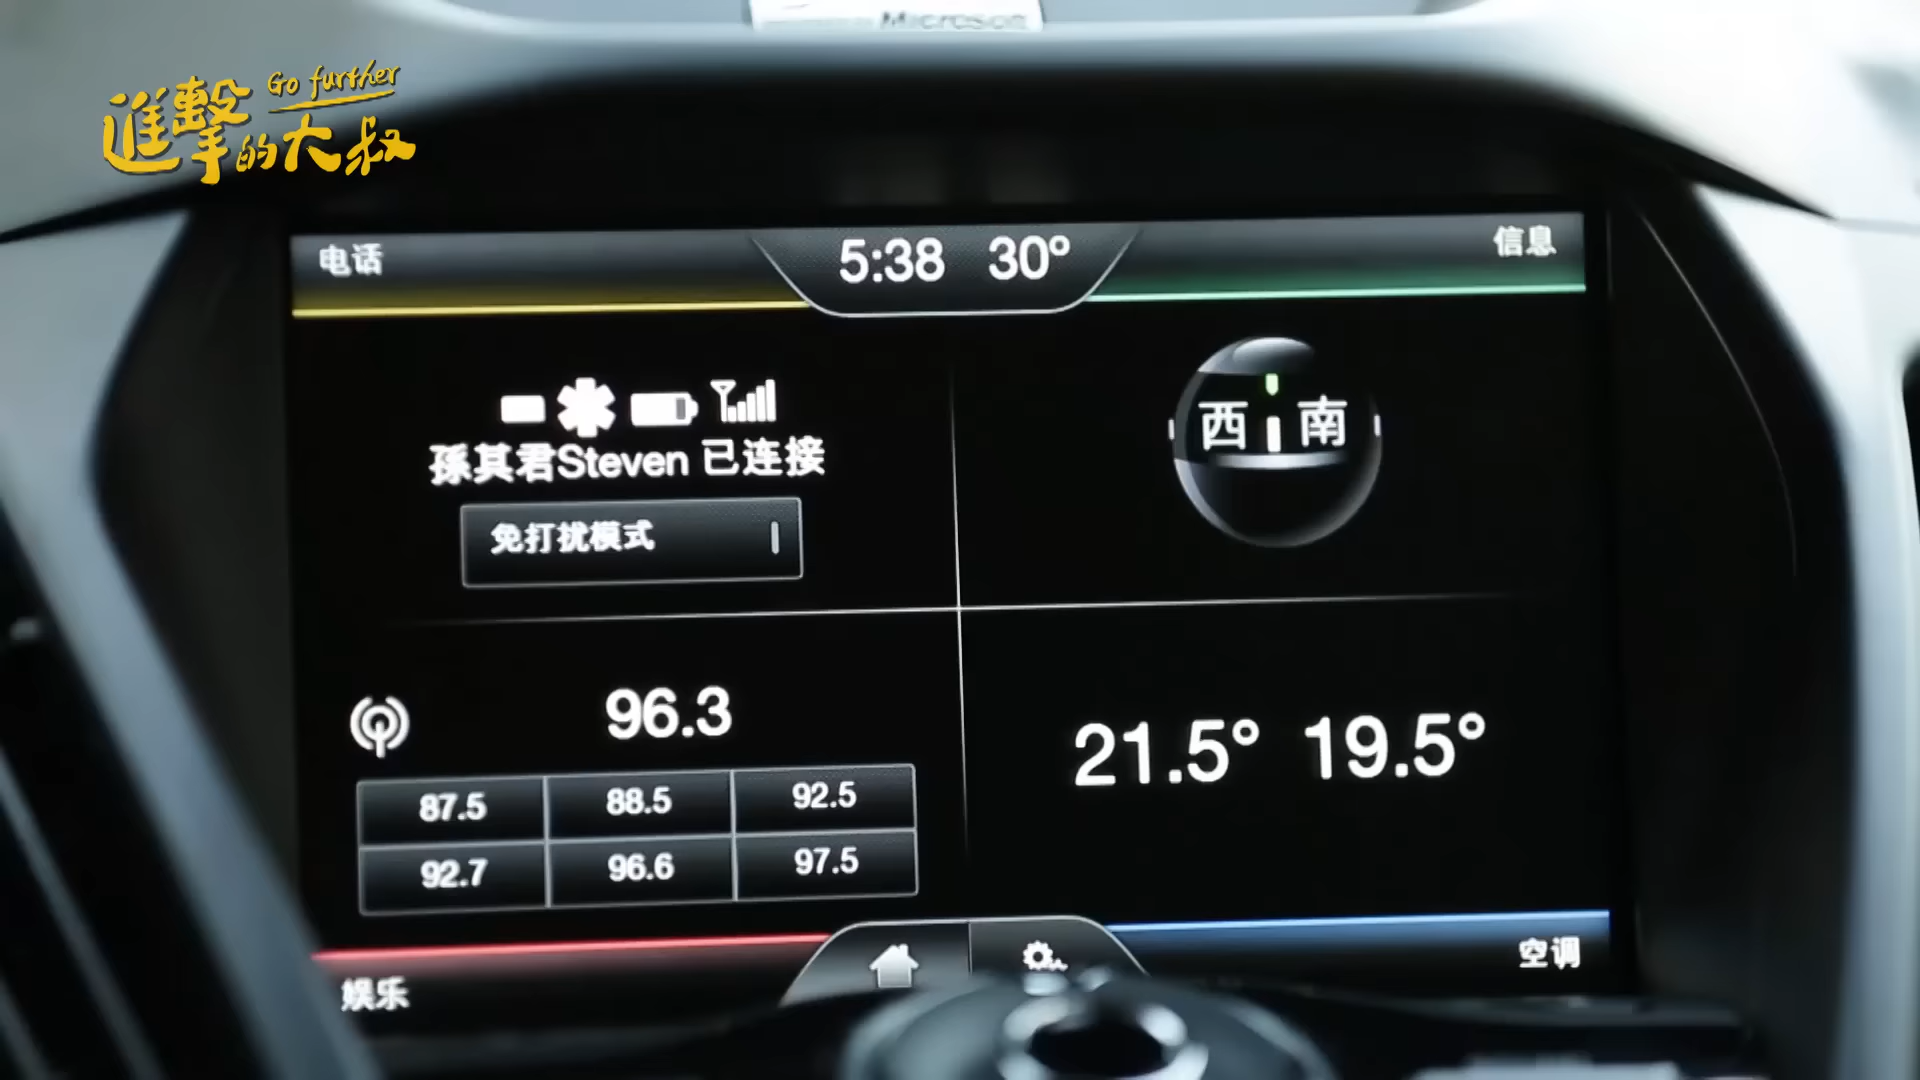 Microsoft
Go further
進擊的大叔
电话
5:38 30°
信息
孫其君Steven 已连接
免打扰模式
西 南
96.3
87.5 88.5 92.5
92.7 96.6 97.5
21.5° 19.5°
娱乐
空调